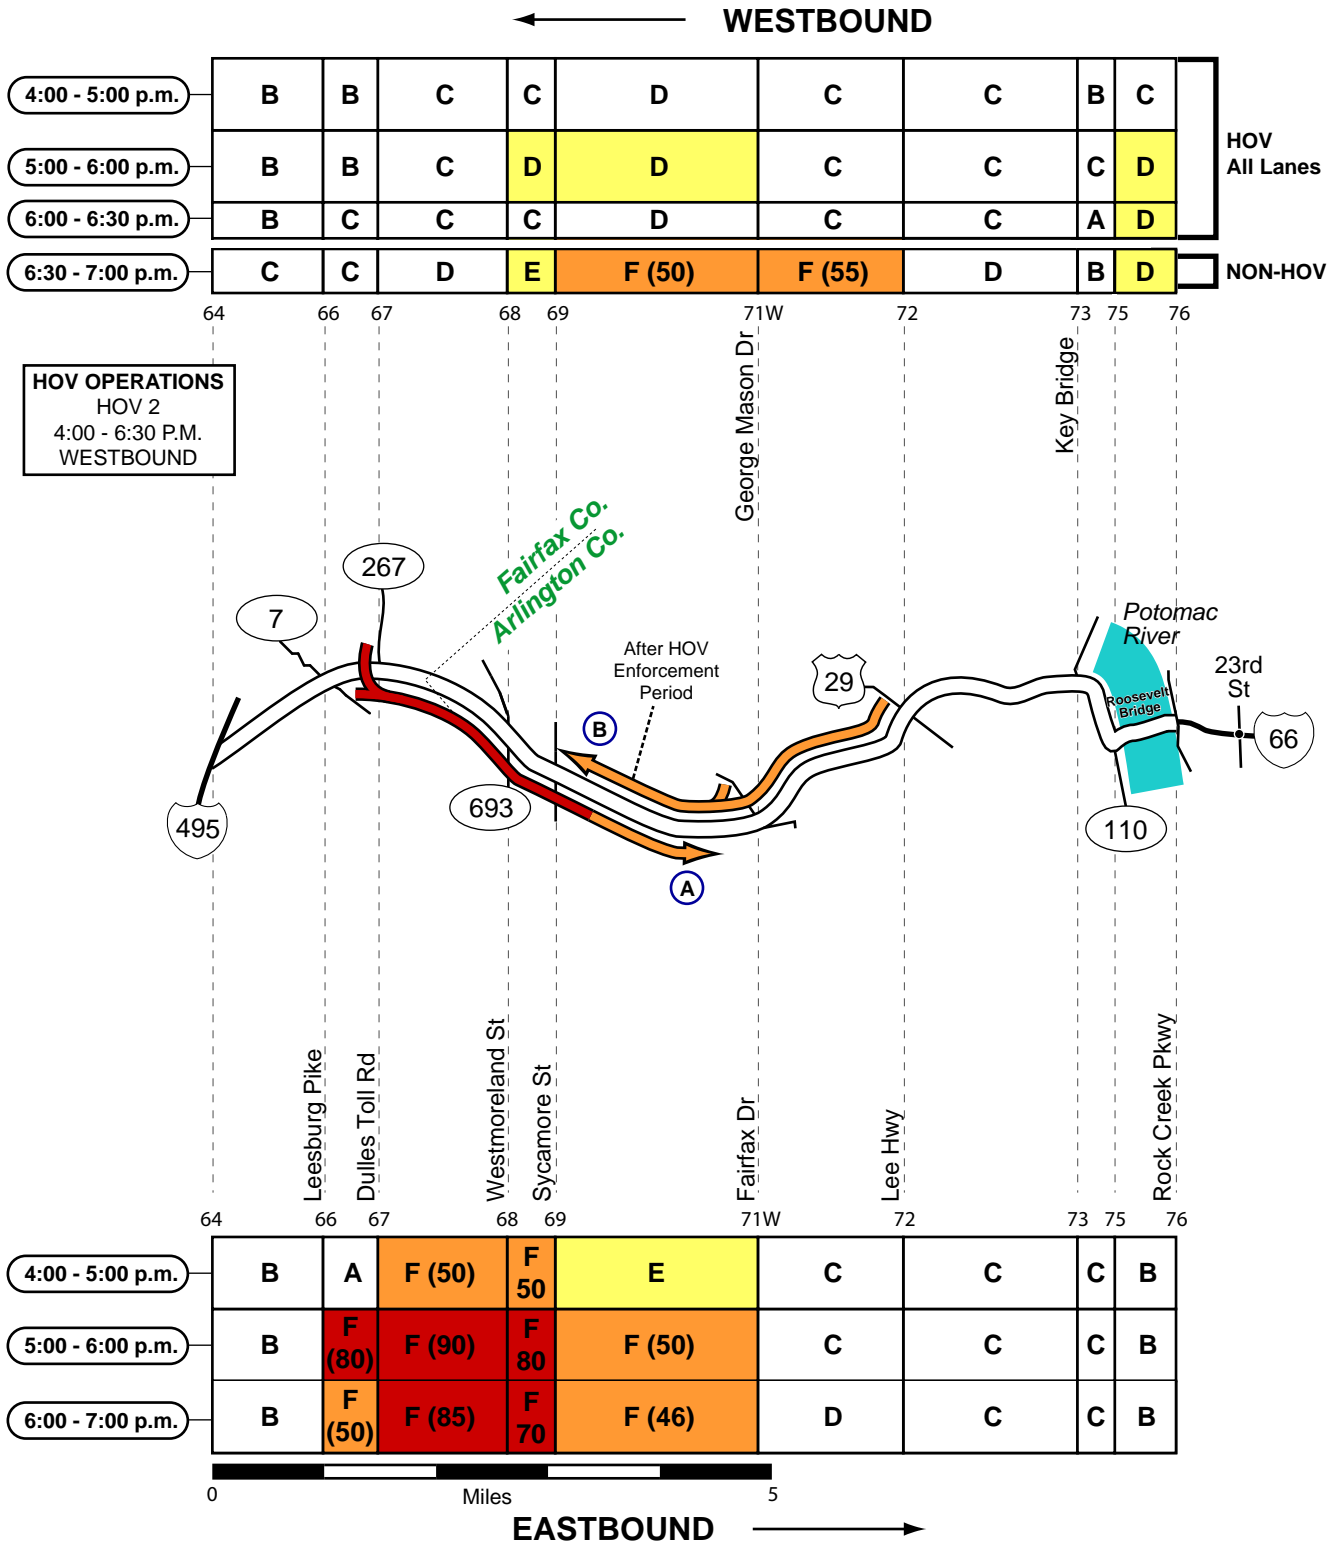 WESTBOUND
4:00 - 5:00 p.m. B B C C D C C B C
5:00 - 6:00 p.m. B B C D D C C C D
6:00 - 6:30 p.m. B C C C D C C A D
HOV
All Lanes
6:30 - 7:00 p.m. C C D E F (50) F (55) D B D
NON-HOV
64 66 67 68 69 71W 72 73 75 76
George Mason Dr
Key Bridge
HOV OPERATIONS
HOV 2
4:00 - 6:30 P.M.
WESTBOUND
Fairfax Co.
Arlington Co.
267
7
After HOV
Enforcement
Period
29
Potomac
River
23rd
St
Roosevelt
Bridge
66
B
693
495
110
A
Leesburg Pike
Dulles Toll Rd
Westmoreland St
Sycamore St
Fairfax Dr
Lee Hwy
Rock Creek Pkwy
64 66 67 68 69 71W 72 73 75 76
4:00 - 5:00 p.m. B A F (50) F 50 E C C C B
5:00 - 6:00 p.m. B F (80) F (90) F 80 F (50) C C C B
6:00 - 7:00 p.m. B F (50) F (85) F 70 F (46) D C C B
0 Miles 5
EASTBOUND